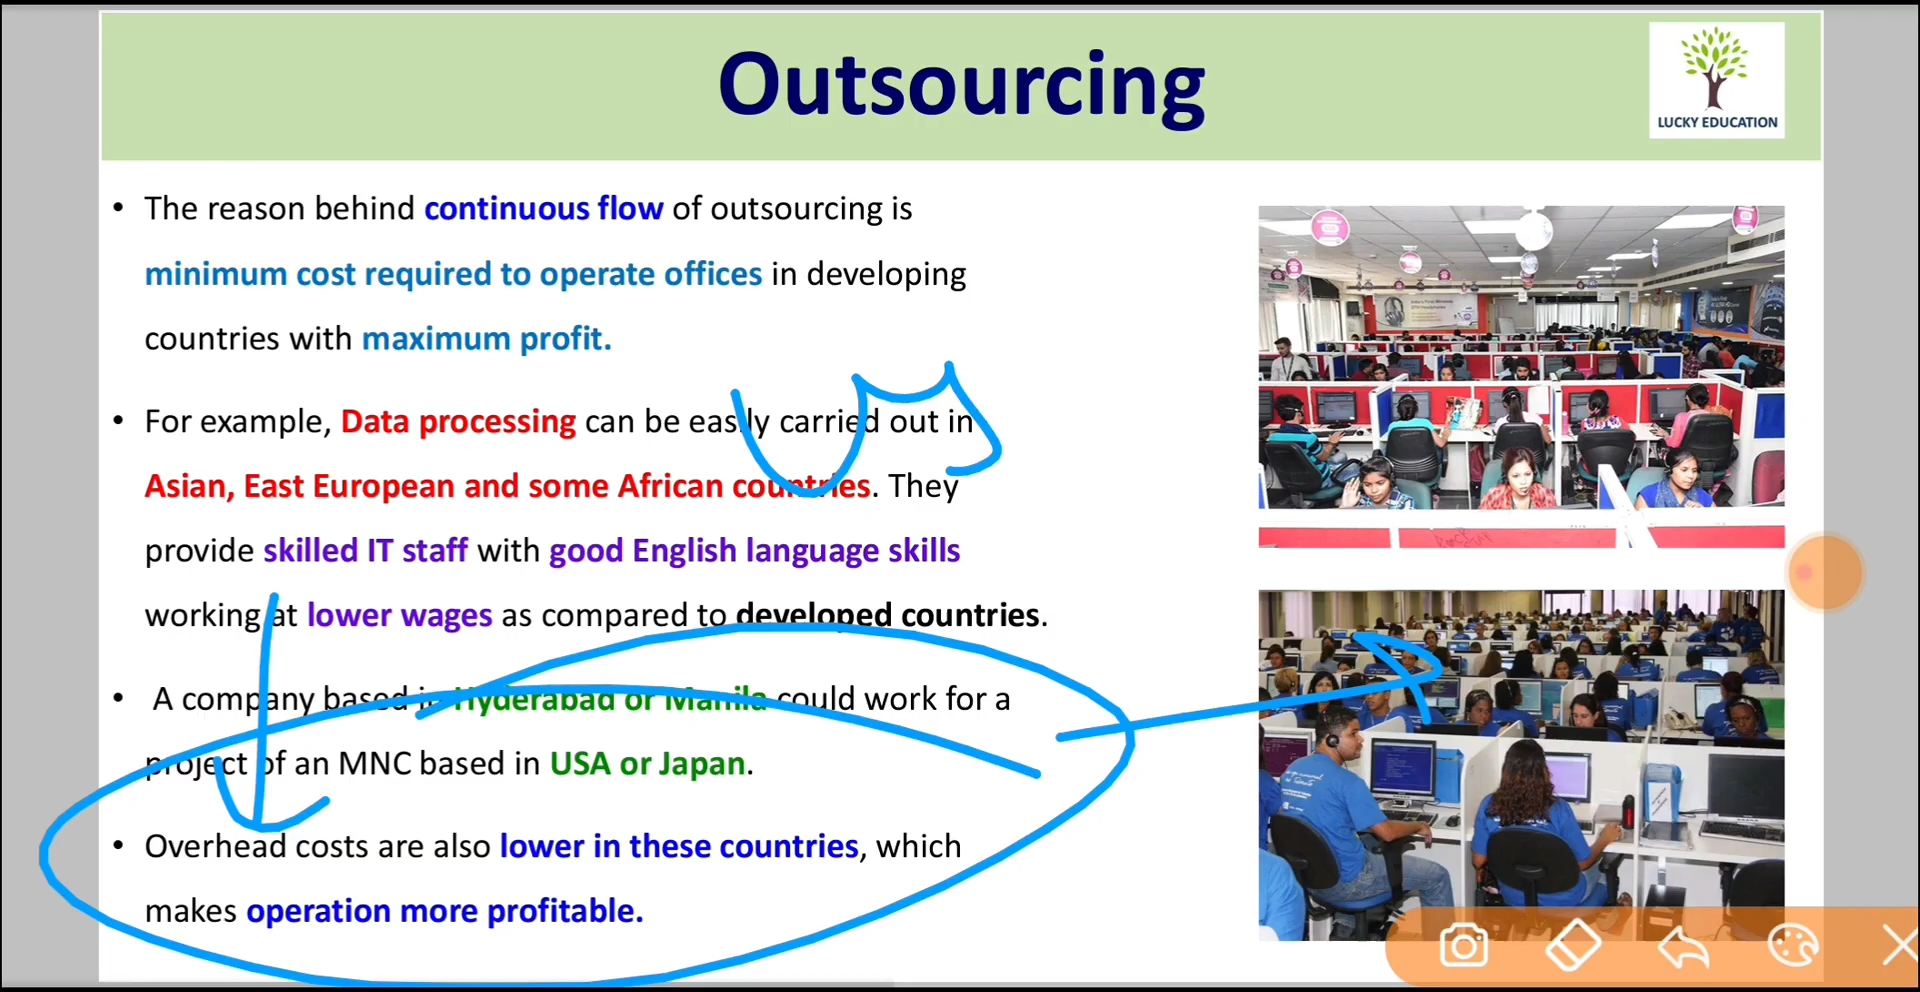 Outsourcing
LUCKY EDUCATION
• The reason behind continuous flow of outsourcing is
minimum cost required to operate offices in developing
countries with maximum profit.
• For example, Data processing can be easily carried out in
Asian, East European and some African countries. They
provide skilled IT staff with good English language skills
working at lower wages as compared to developed countries.
• A company based in Hyderabad or Manila could work for a
project of an MNC based in USA or Japan.
• Overhead costs are also lower in these countries, which
makes operation more profitable.
US